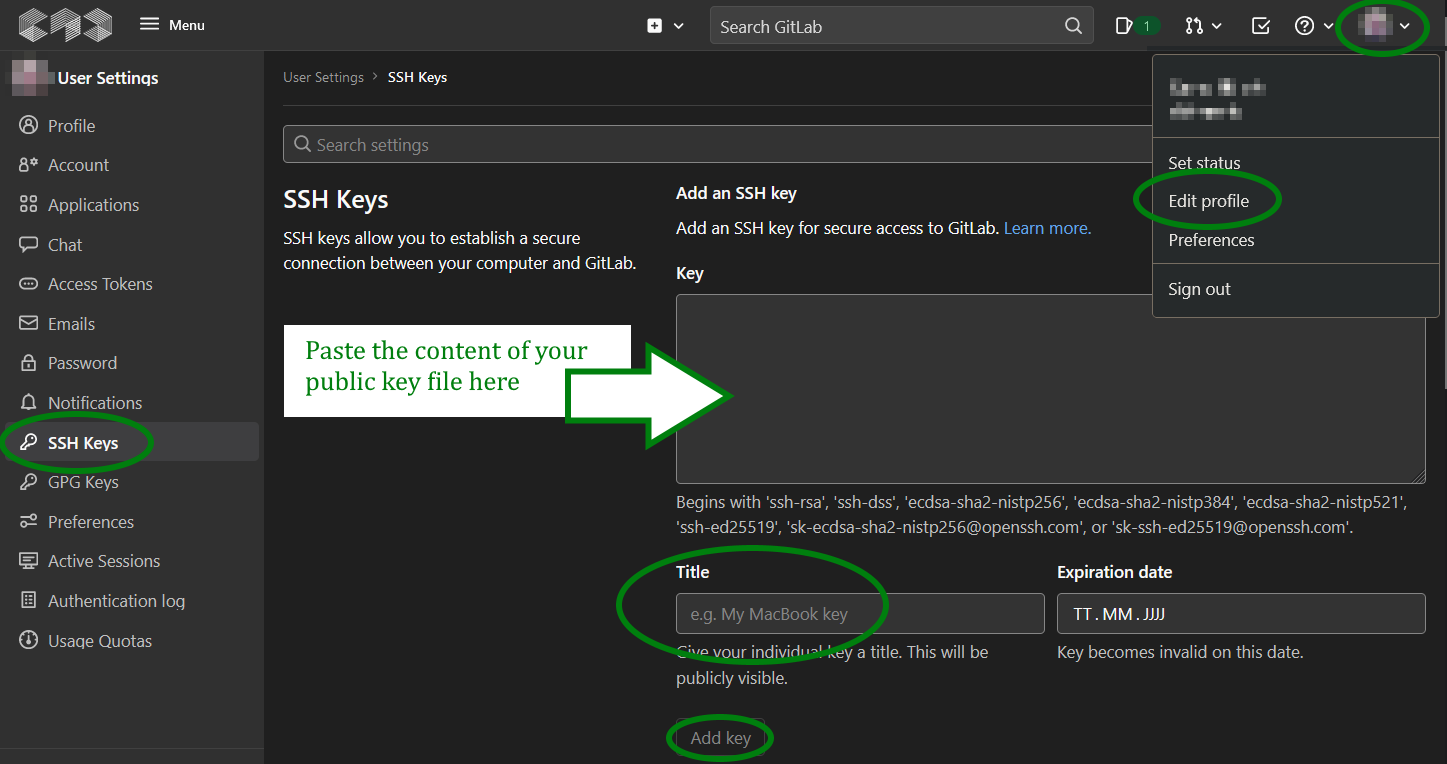 Menu
Search GitLab
1
User Settings
Profile
Account
Applications
Chat
Access Tokens
Emails
Password
Notifications
SSH Keys
GPG Keys
Preferences
Active Sessions
Authentication log
Usage Quotas
User Settings › SSH Keys
Search settings
SSH Keys
SSH keys allow you to establish a secure
connection between your computer and GitLab.
Paste the content of your
public key file here
Add an SSH key
Add an SSH key for secure access to GitLab. Learn more.
Key
Begins with 'ssh-rsa', 'ssh-dss', 'ecdsa-sha2-nistp256', 'ecdsa-sha2-nistp384', 'ecdsa-sha2-nistp521',
'ssh-ed25519', 'sk-ecdsa-sha2-nistp256@openssh.com', or 'sk-ssh-ed25519@openssh.com'.
Title
e.g. My MacBook key
Give your individual key a title. This will be
publicly visible.
Expiration date
TT.MM.JJJJ
Key becomes invalid on this date.
Add key
Set status
Edit profile
Preferences
Sign out